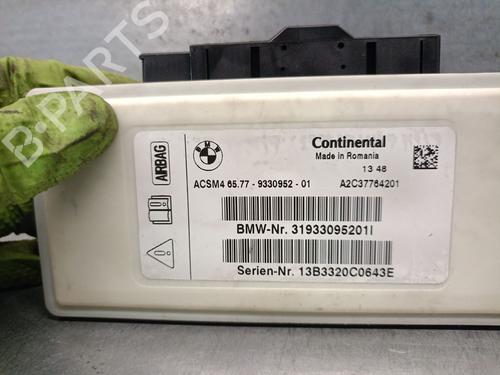 B-PARTS
AIRBAG
BMW
Continental
Made in Romania
13 48
ACSM4 65.77 - 9330952 - 01 A2C37764201
BMW-Nr. 31933095201I
Serien-Nr. 13B3320C0643E